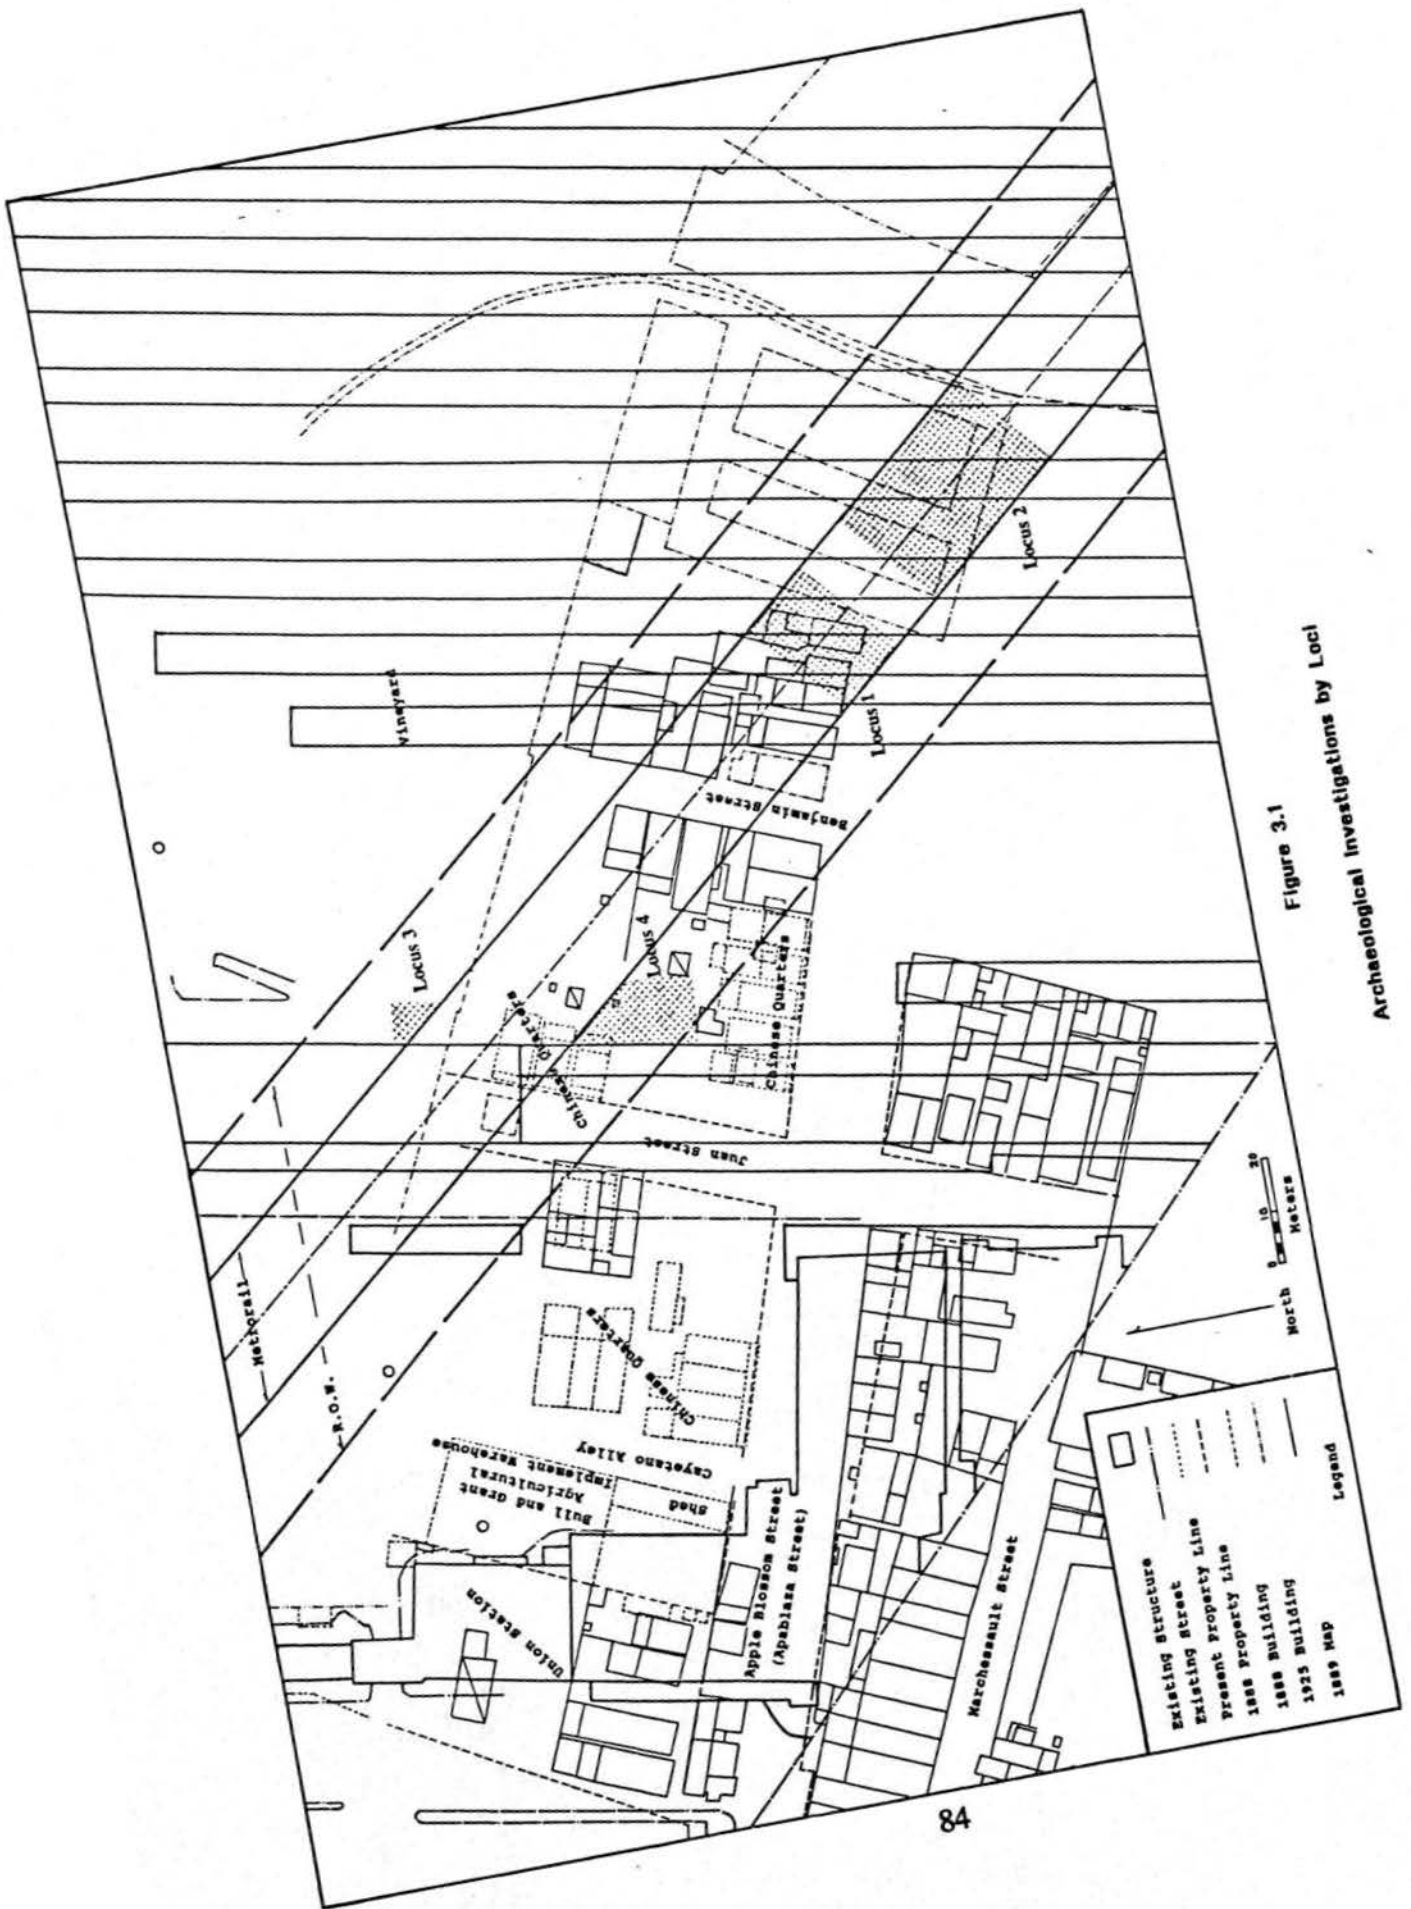 Vineyard
Locus 3
Locus 4
Locus 2
Locus 1
Benjamin Street
Chinese Quarters
Chinese Quarters
Juan Street
Metrorail
R.O.W.
Chinese Quarters
Cayetano Alley
Bull and Grant
Agricultural
Implement Warehouse
Shed
Union Station
Apple Blossom Street
(Apablasa Street)
Marchessault Street
0 10 20
Meters
North
Existing Structure
Existing Street
Present Property Line
1888 Property Line
1888 Building
1925 Building
1889 Map
Legend
Figure 3.1
Archaeological Investigations by Loci
84